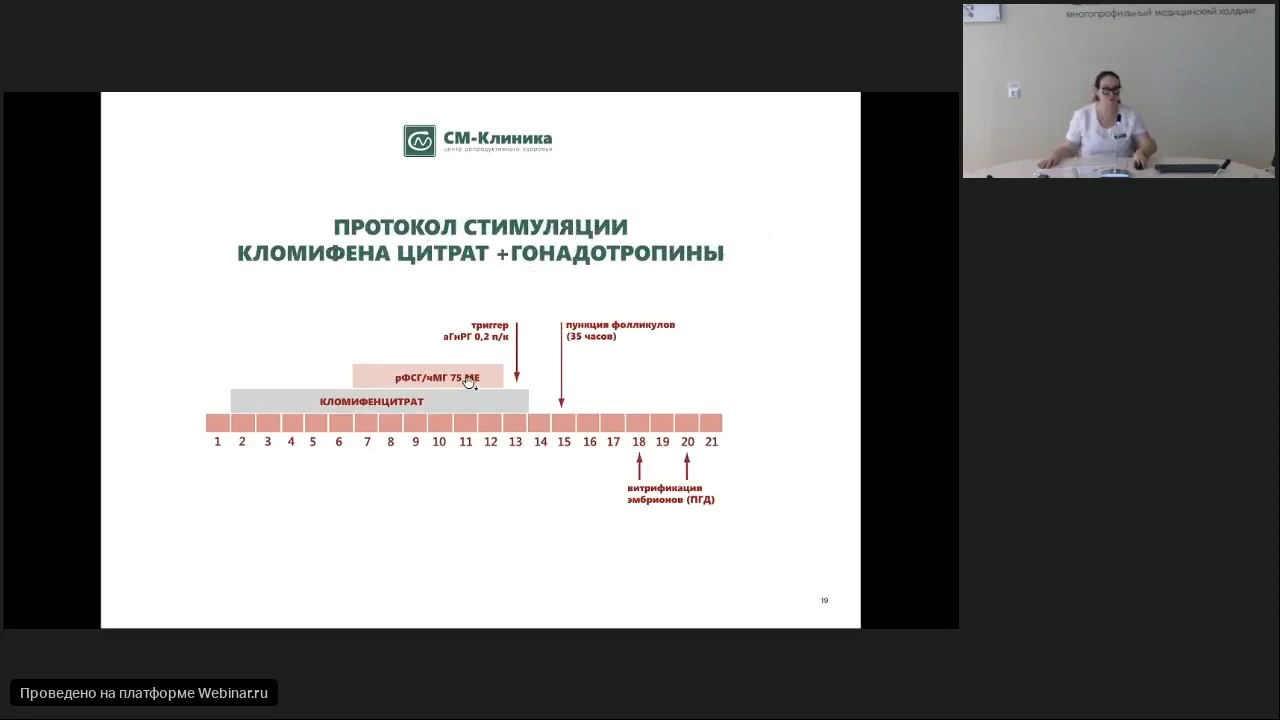 многопрофильный медицинский холдинг
СМ-Клиника
центр репродуктивного здоровья
ПРОТОКОЛ СТИМУЛЯЦИИ
КЛОМИФЕНА ЦИТРАТ +ГОНАДОТРОПИНЫ
триггер
аГнРГ 0,2 п/к
пункция фолликулов
(35 часов)
рФСГ/чМГ 75 МЕ
КЛОМИФЕНЦИТРАТ
1 2 3 4 5 6 7 8 9 10 11 12 13 14 15 16 17 18 19 20 21
витрификация
эмбрионов (ПГД)
19
Проведено на платформе Webinar.ru